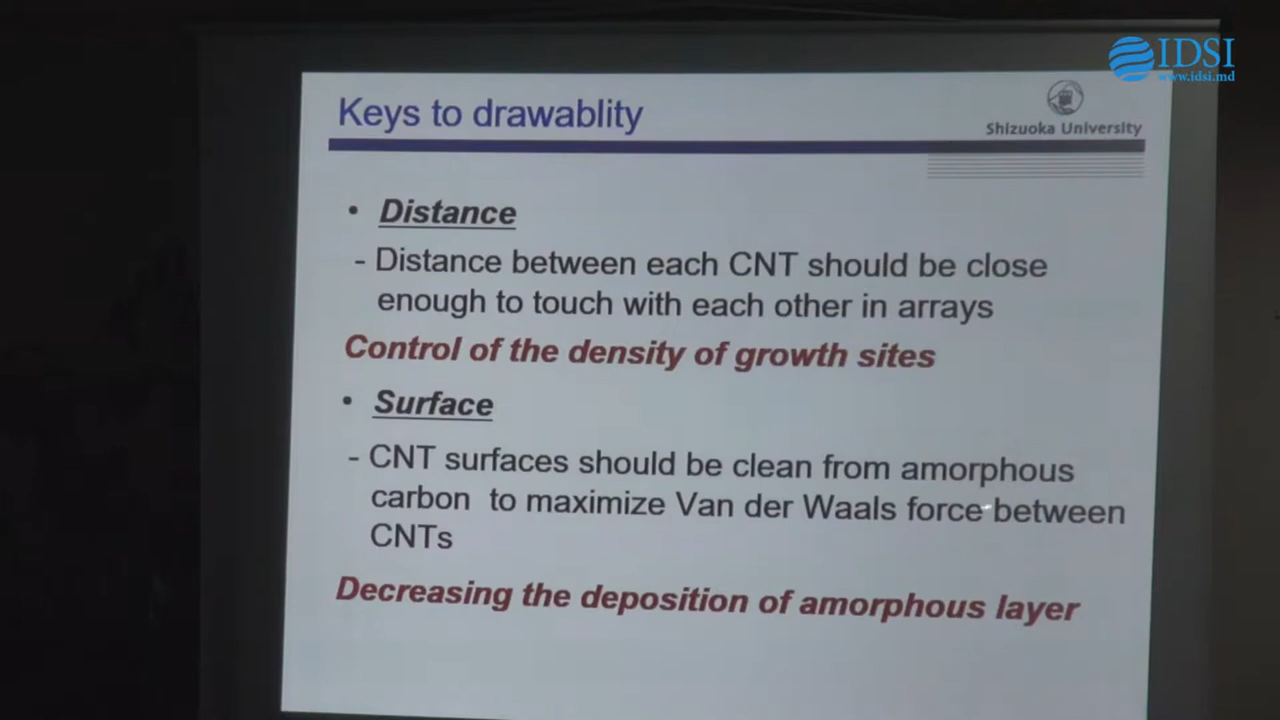 IDSI
www.idsi.md
Keys to drawablity
Shizuoka University
• Distance
- Distance between each CNT should be close
enough to touch with each other in arrays
Control of the density of growth sites
• Surface
- CNT surfaces should be clean from amorphous
carbon to maximize Van der Waals force between
CNTs
Decreasing the deposition of amorphous layer